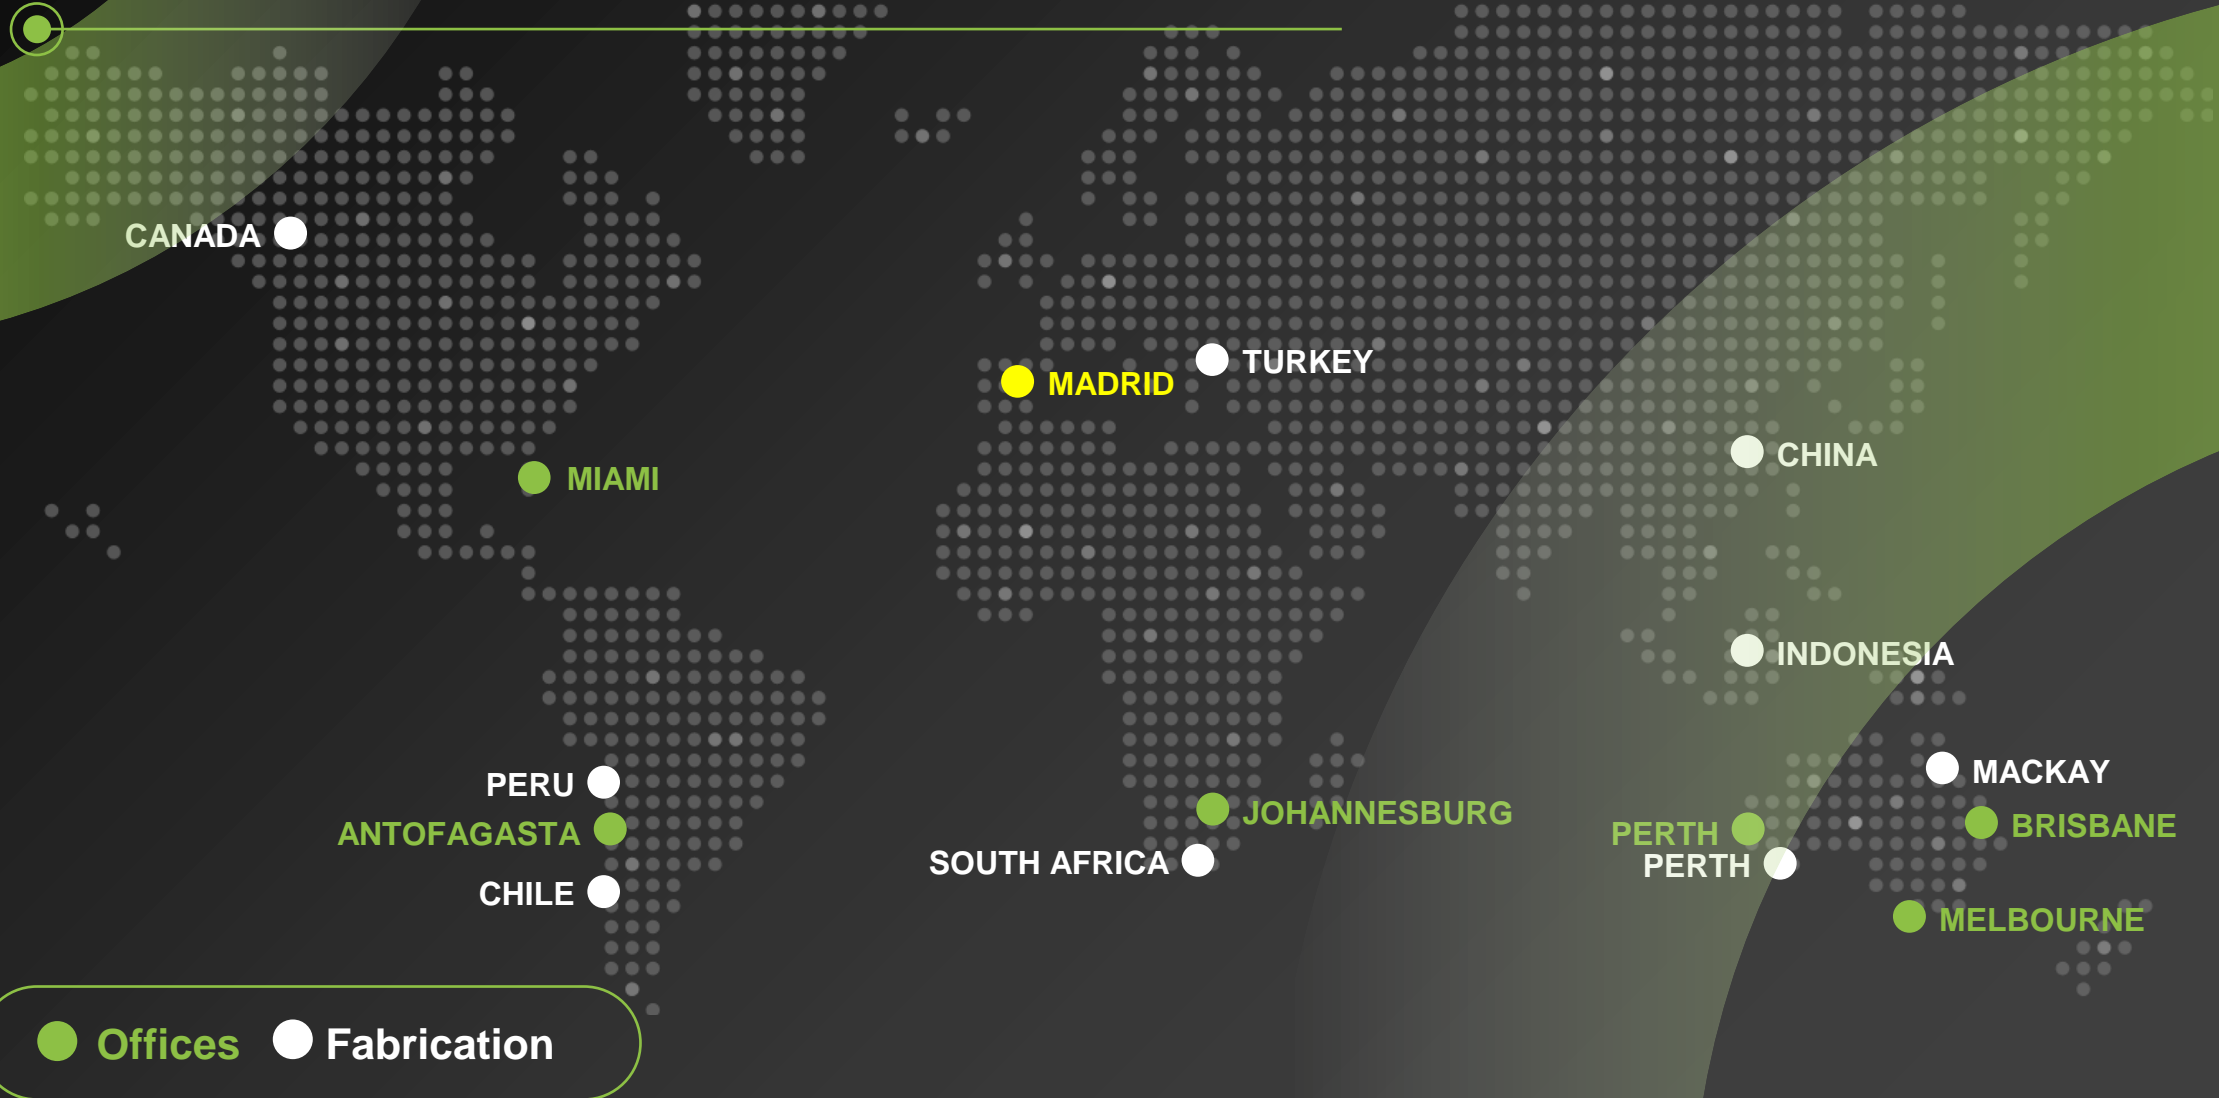 CANADA
TURKEY
MADRID
CHINA
MIAMI
INDONESIA
MACKAY
PERU
JOHANNESBURG
BRISBANE
ANTOFAGASTA
PERTH
SOUTH AFRICA
PERTH
CHILE
MELBOURNE
Offices
Fabrication